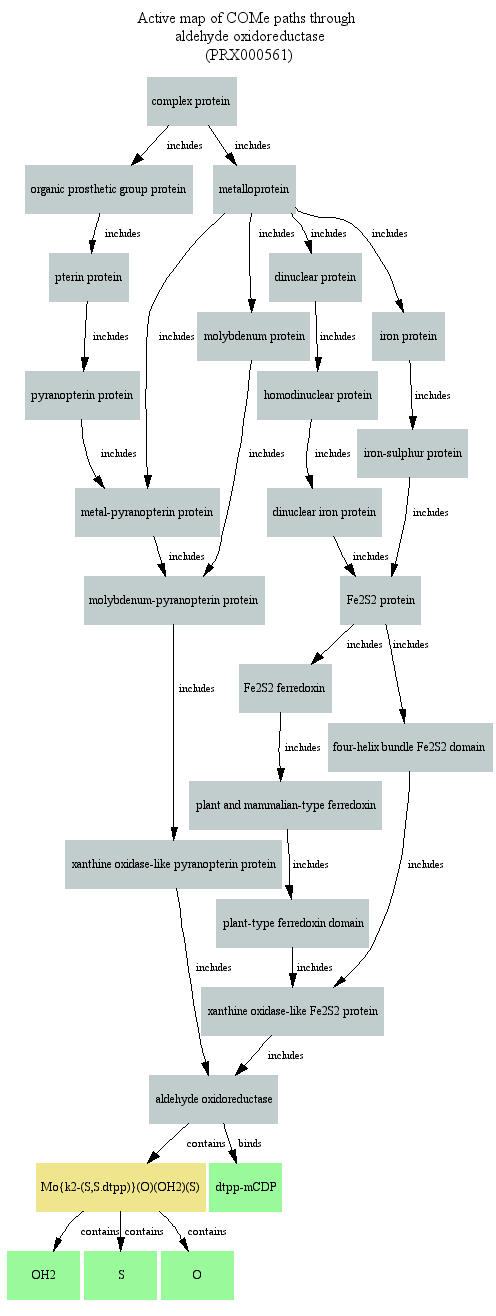 Active map of COMe paths through
aldehyde oxidoreductase
(PRX000561)
complex protein
includes
includes
organic prosthetic group protein
metalloprotein
includes
includes
includes
includes
pterin protein
dinuclear protein
includes
includes
molybdenum protein
includes
iron protein
pyranopterin protein
homodinuclear protein
includes
includes
includes
includes
iron-sulphur protein
metal-pyranopterin protein
dinuclear iron protein
includes
includes
includes
molybdenum-pyranopterin protein
Fe2S2 protein
includes
includes
includes
Fe2S2 ferredoxin
four-helix bundle Fe2S2 domain
includes
plant and mammalian-type ferredoxin
xanthine oxidase-like pyranopterin protein
includes
includes
plant-type ferredoxin domain
includes
includes
xanthine oxidase-like Fe2S2 protein
includes
aldehyde oxidoreductase
contains
binds
Mo{k2-(S,S.dtpp)}(O)(OH2)(S)
dtpp-mCDP
contains
contains
contains
OH2
S
O